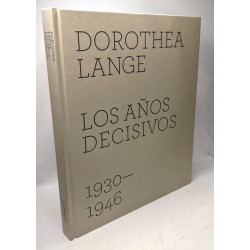 DOROTHEA
LANGE
LOS AÑOS
DECISIVOS
1930—
1946